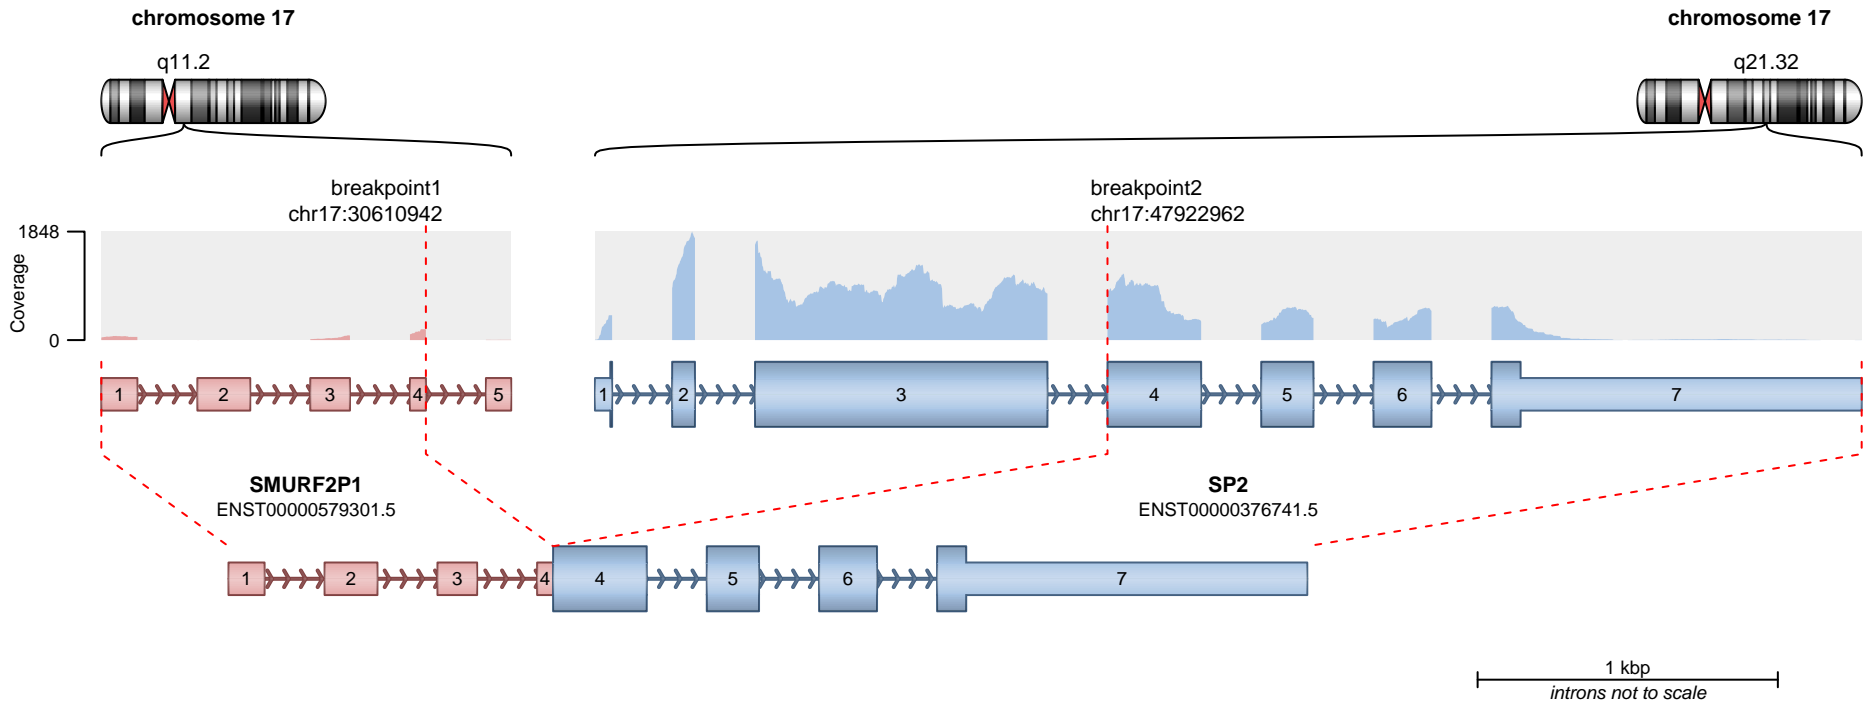 chromosome 17
chromosome 17
q11.2
q21.32
breakpoint1
chr17:30610942
breakpoint2
chr17:47922962
1848
Coverage
0
1 2 3 4 5
1 2 3 4 5 6 7
SMURF2P1
ENST00000579301.5
SP2
ENST00000376741.5
1 2 3 4 4 5 6 7
1 kbp
introns not to scale